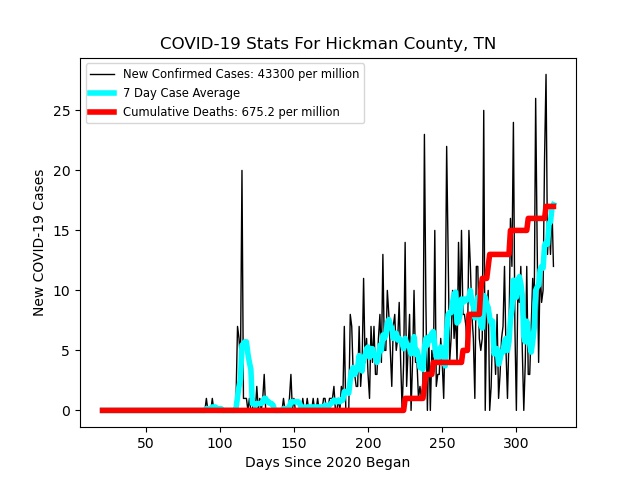 COVID-19 Stats For Hickman County, TN
New Confirmed Cases: 43300 per million
7 Day Case Average
Cumulative Deaths: 675.2 per million
New COVID-19 Cases
25
20
15
10
5
0
50 100 150 200 250 300
Days Since 2020 Began